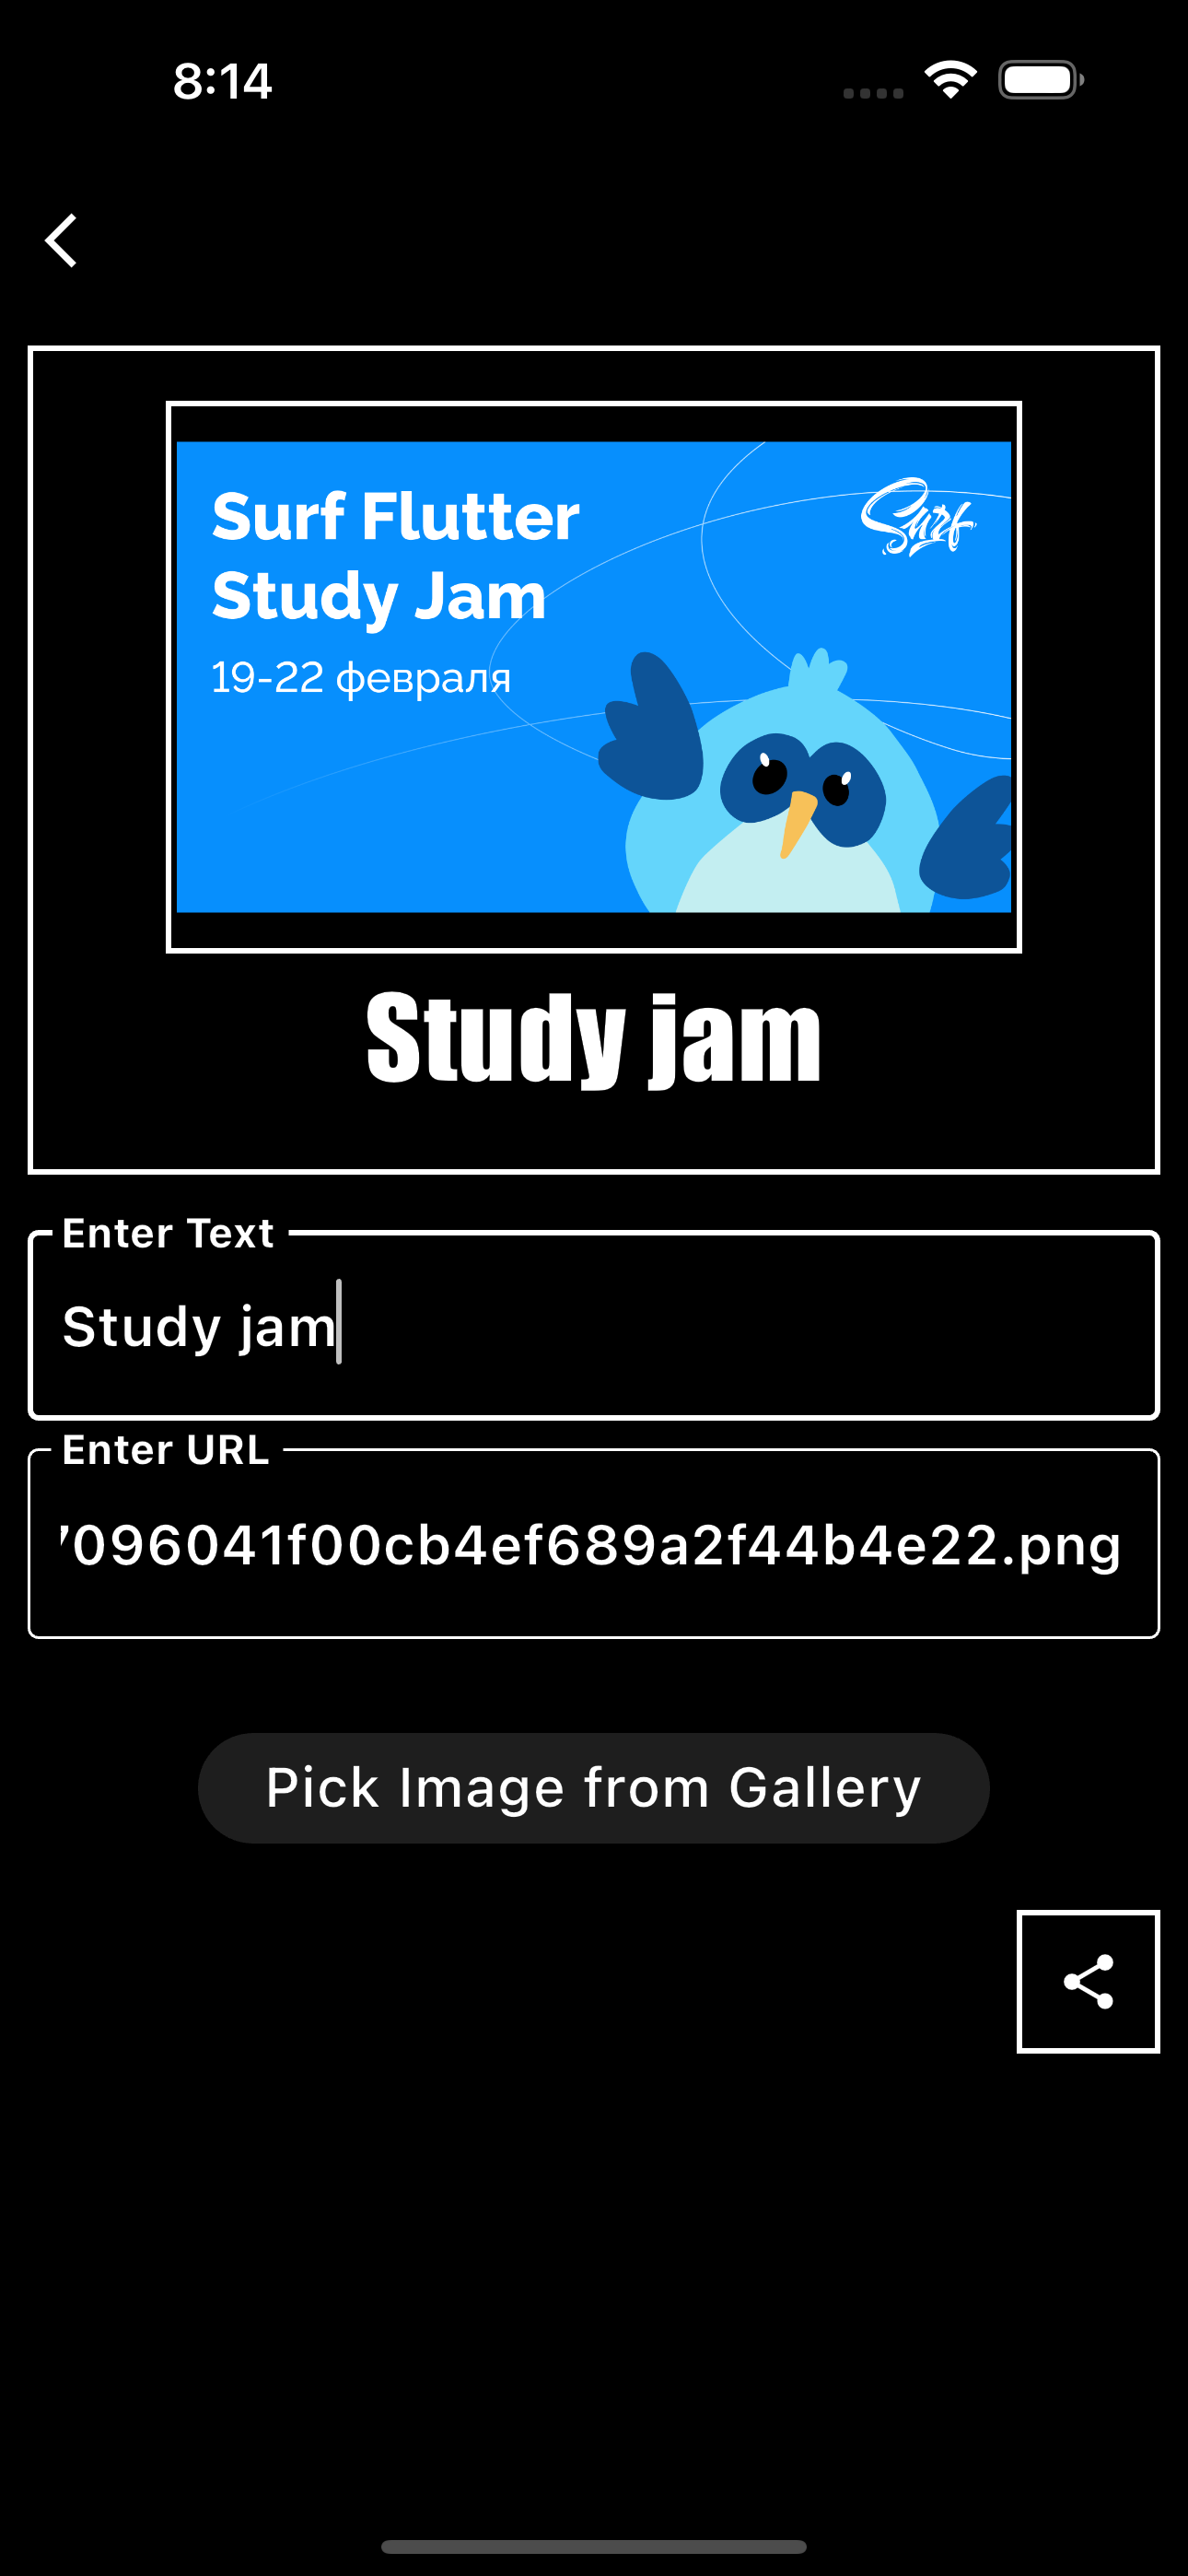 8:14
Surf Flutter
Surf
Study Jam
19-22 февраля
Study jam
Enter Text
Study jam
Enter URL
096041f00cb4ef689a2f44b4e22.png
Pick Image from Gallery